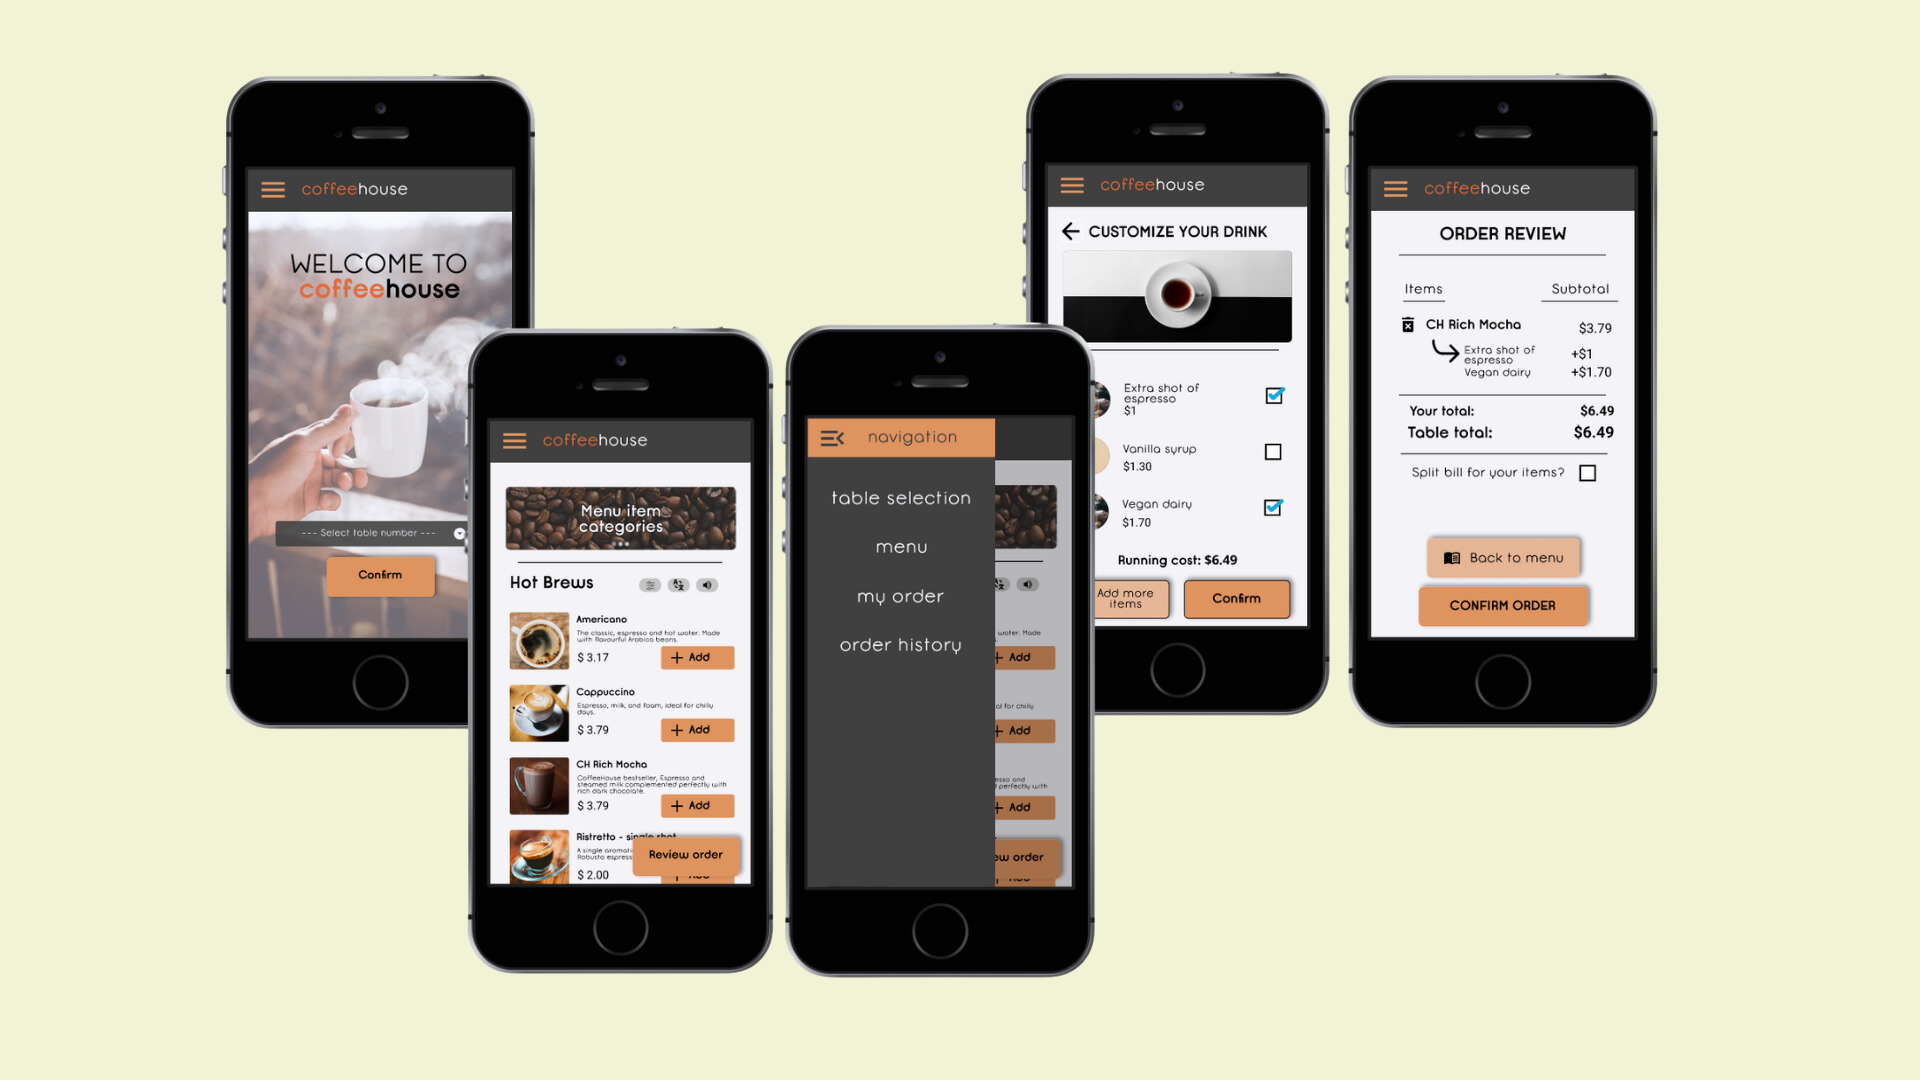 coffeehouse
WELCOME TO
coffeehouse
--- Select table number ---
Confirm
coffeehouse
Menu item
categories
Hot Brews
Americano
The classic, espresso and hot water. Made
with flavourful Arabica beans.
$ 3.17
+ Add
Cappuccino
Espresso, milk, and foam, ideal for chilly
days.
$ 3.79
+ Add
CH Rich Mocha
CoffeeHouse bestseller, Espresso and
steamed milk complemented perfectly with
rich dark chocolate.
$ 3.79
+ Add
Ristretto - single shot
A single aromati
Robusta espress
$ 2.00
+ Add
Review order
navigation
table selection
menu
my order
order history
water. Made
+ Add
al for chilly
+ Add
esso and
d perfectly with
+ Add
ew order
+ Add
coffeehouse
CUSTOMIZE YOUR DRINK
Extra shot of
espresso
$1
Vanilla syrup
$1.30
Vegan dairy
$1.70
Running cost: $6.49
Add more
items
Confirm
coffeehouse
ORDER REVIEW
Items Subtotal
CH Rich Mocha $3.79
Extra shot of
espresso +$1
Vegan dairy +$1.70
Your total: $6.49
Table total: $6.49
Split bill for your items?
Back to menu
CONFIRM ORDER